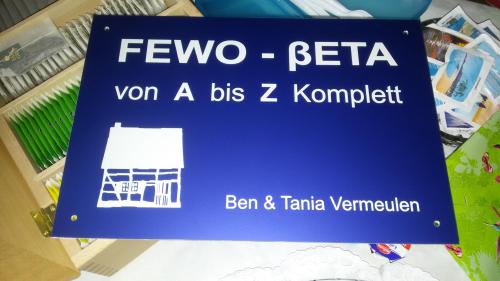 FEWO - βETA
von A bis Z Komplett
Ben & Tania Vermeulen